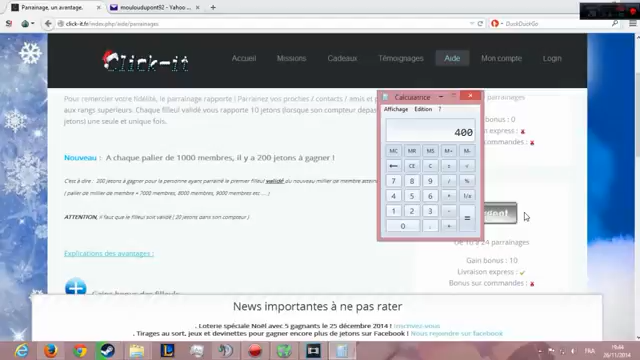 Parrainage, un avantage.
mouloudupont92 - Yahoo ...
click-it.fr/index.php/aide/parrainages
DuckDuckGo
Click-it
Accueil
Missions
Cadeaux
Témoignages
Aide
Mon compte
Login
Pour remercier votre fidélité, le parrainage rapporte ! Parrainez vos proches / contacts / amis et p
aux rangs superieurs. Chaque filleul validé vous rapporte 10 jetons (lorsque son compteur dépas
jetons) une seule et unique fois.
Nouveau : A chaque palier de 1000 membres, il y a 200 jetons à gagner !
C'est à dire : 200 jetons à gagner pour la personne ayant parrainé le premier filleul validé du nouveau millier de membre atteint
( palier de millier = 7000 membres, 8000 membres, 9000 membres etc .... )
ATTENTION, il faut que le filleul soit validé ( 20 jetons dans son compteur ).
Explications des avantages :
Calculatrice
Affichage Edition ?
400
MC MR MS M+ M-
CE C ± √
7 8 9 / %
4 5 6 * 1/x
1 2 3 - =
0 , +
parrainages
bonus : 0
express :
commandes :
De 10 à 24 parrainages
Gain bonus : 10
Livraison express :
Bonus sur commandes :
News importantes à ne pas rater
. Loterie spéciale Noël avec 5 gagnants le 25 décembre 2014 ! Inscrivez-vous
. Tirages au sort, jeux et devinettes pour gagner encore plus de jetons sur Facebook ! Nous rejoindre sur facebook
FRA
19:44
26/11/2014